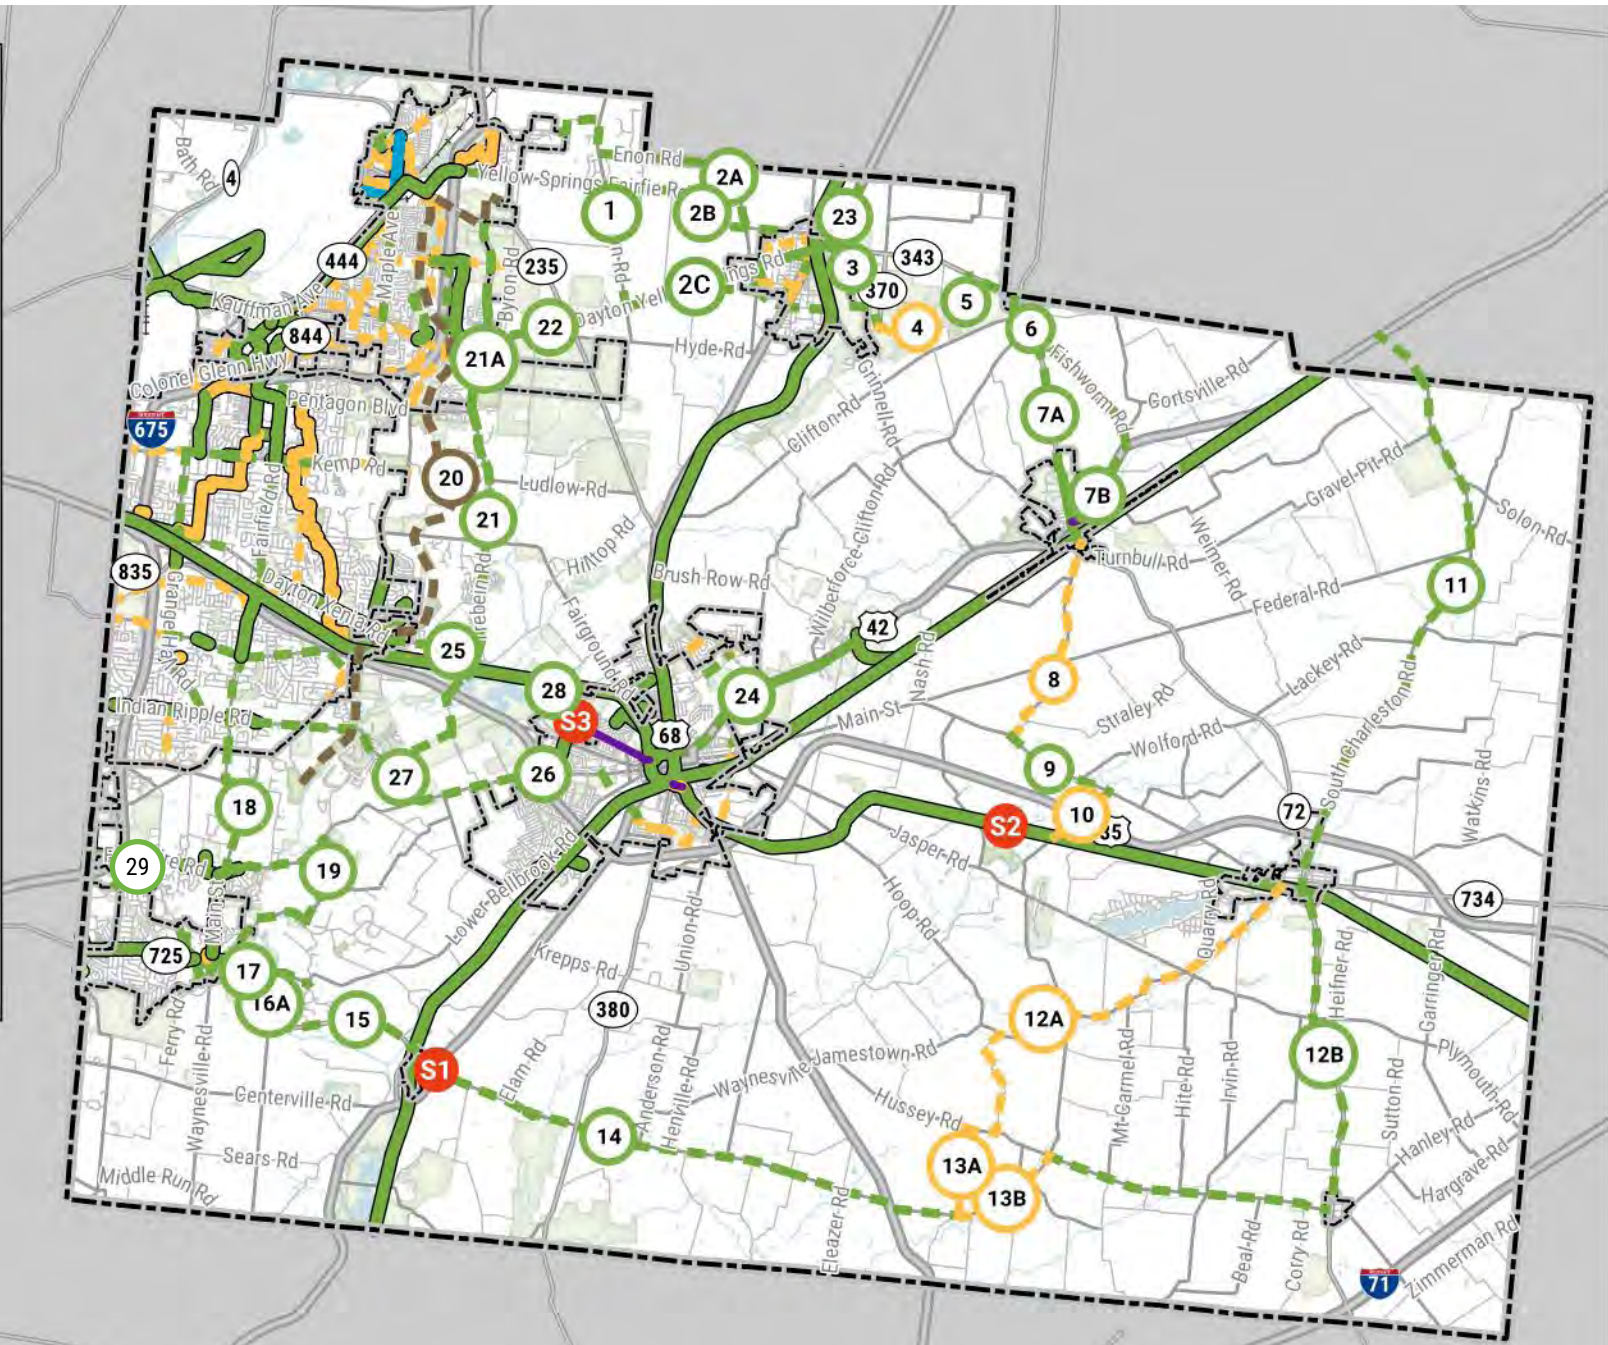 Bath Rd
4
Enon Rd
2A
Yellow Springs Fairfie Rd
1
2B
23
444
Maple Ave
Byron Rd
235
n-Rd
2C
ings Rd
3
343
370
5
Kauffman Ave
844
22
Dayton Yel
4
6
Colonel Glenn Hwy
21A
Hyde-Rd
Grinnell-Rd
Fishworm-Rd
Gortsville-Rd
Pentagon Blvd
675
Clifton-Rd
7A
Kemp Rd
20
Ludlow-Rd
7B
Gravel-Pit-Rd
Solon-Rd
21
Fairfield Rd
Hilltop Rd
Wilberforce-Clifton-Rd
Weimer-Rd
Turnbull-Rd
835
Brush-Row-Rd
Federal-Rd
11
Dayton Xenia Rd
Fairground-Rd
42
Nash-Rd
Lackey-Rd
25
8
28
24
Straley-Rd
South-Charleston-Rd
Indian Ripple Rd
S3
68
Main-St
Wolford-Rd
27
26
9
Watkins-Rd
18
72
10
S2
35
29
19
Jasper-Rd
Lower-Bellbrook-Rd
Hoop-Rd
Quarry-Rd
734
Main-St
725
17
16A
15
Krepps-Rd
Union-Rd
380
12A
Heifner-Rd
Garringer-Rd
12B
Ferry-Rd
Waynesville-Rd
S1
Elam-Rd
Anderson-Rd
Henville-Rd
Waynesville Jamestown-Rd
Plymouth-Rd
Centerville-Rd
Hussey-Rd
Mt-Carmel-Rd
Hite-Rd
Irvin-Rd
Sutton-Rd
Hanley-Rd
14
Sears-Rd
13A
13B
Hargrave-Rd
Middle Run Rd
Eleazer-Rd
Beal-Rd
Corry-Rd
71
Zimmerman Rd